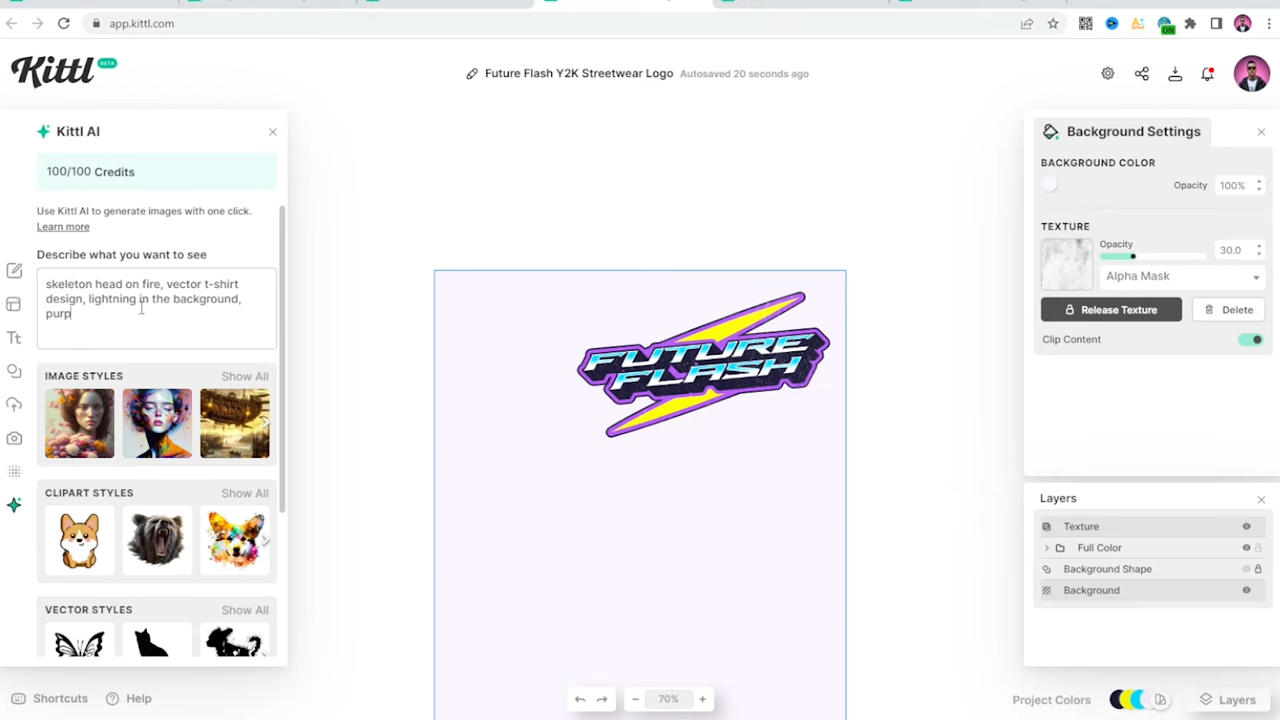 app.kittl.com
ON
Kittl
BETA
Future Flash Y2K Streetwear Logo Autosaved 20 seconds ago
Kittl AI
100/100 Credits
Use Kittl AI to generate images with one click.
Learn more
Describe what you want to see
skeleton head on fire, vector t-shirt
design, lightning in the background,
purp
IMAGE STYLES Show All
CLIPART STYLES Show All
VECTOR STYLES Show All
Shortcuts
Help
FUTURE
FLASH
70%
Background Settings
BACKGROUND COLOR
Opacity 100%
TEXTURE
Opacity
30.0
Alpha Mask
Release Texture
Delete
Clip Content
Layers
Texture
Full Color
Background Shape
Background
Project Colors
Layers